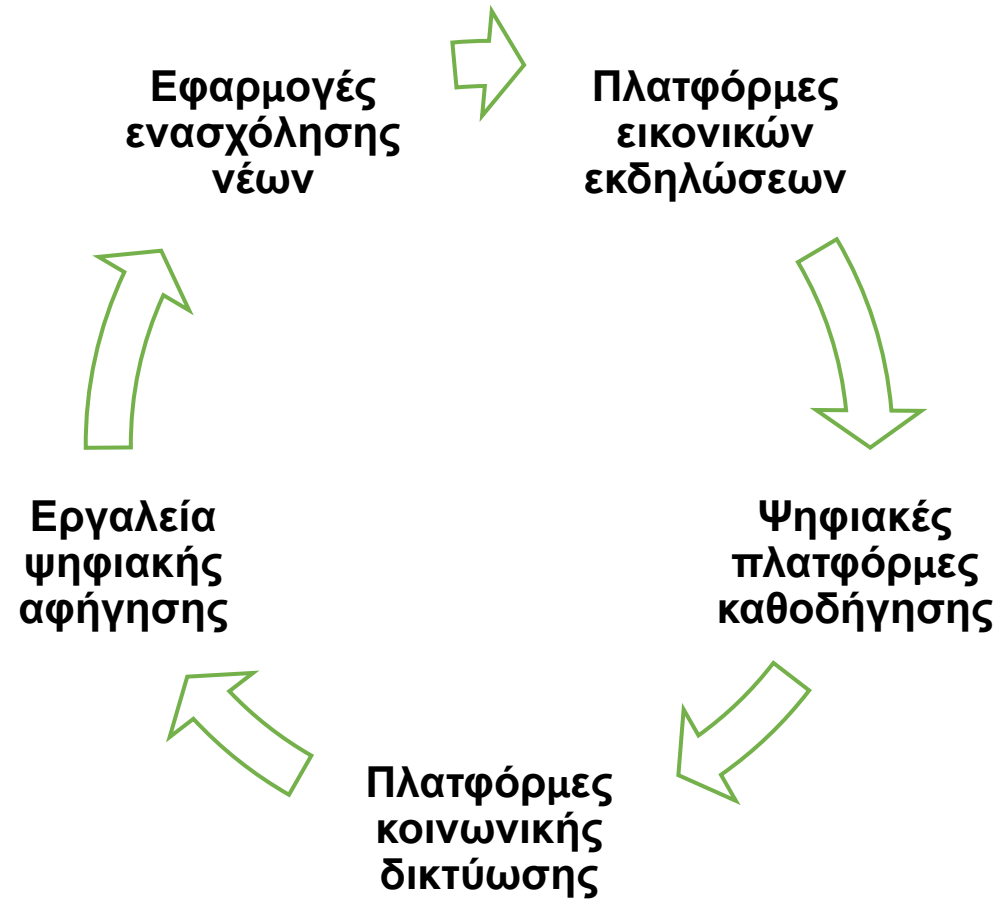 Εφαρμογές
ενασχόλησης
νέων
Πλατφόρμες
εικονικών
εκδηλώσεων
Ψηφιακές
πλατφόρμες
καθοδήγησης
Πλατφόρμες
κοινωνικής
δικτύωσης
Εργαλεία
ψηφιακής
αφήγησης